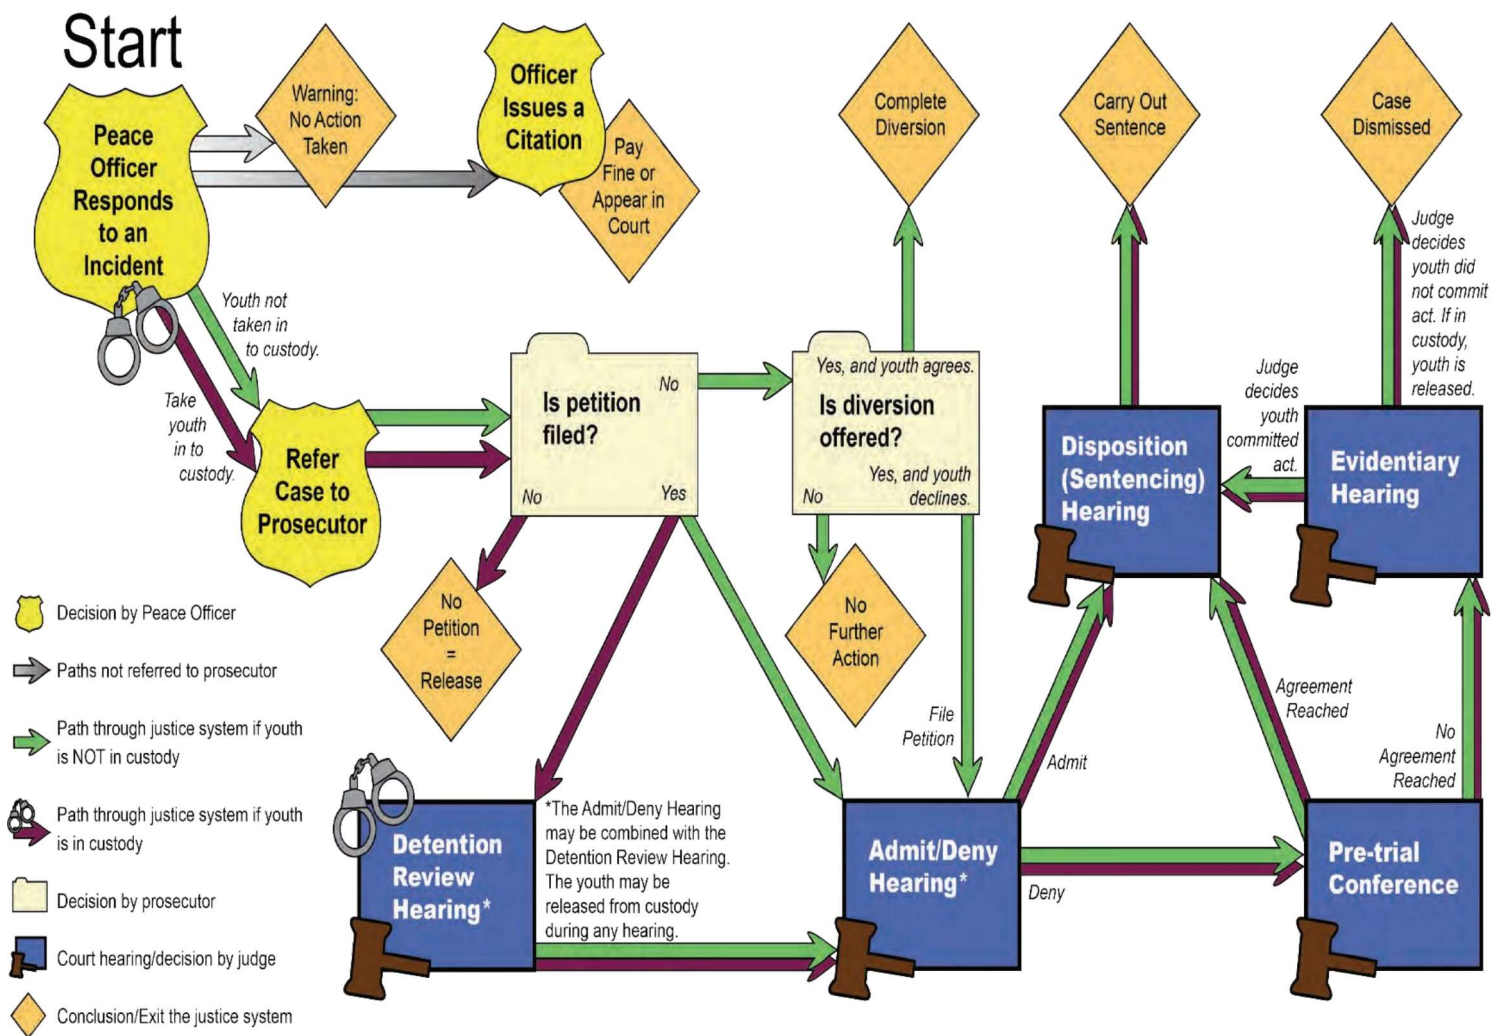 Start
Peace
Officer
Responds
to an
Incident
Warning:
No Action
Taken
Officer
Issues a
Citation
Pay
Fine or
Appear in
Court
Complete
Diversion
Carry Out
Sentence
Case
Dismissed
Youth not
taken in
to custody.
Take
youth
in to
custody.
Refer
Case to
Prosecutor
Is petition
filed?
No
No
Yes
Yes, and youth agrees.
Is diversion
offered?
Yes, and youth
declines.
No
Judge
decides
youth did
not commit
act. If in
custody,
youth is
released.
Judge
decides
youth
committed
act.
Disposition
(Sentencing)
Hearing
Evidentiary
Hearing
No
Petition
=
Release
No
Further
Action
File
Petition
Admit
Agreement
Reached
No
Agreement
Reached
Detention
Review
Hearing*
*The Admit/Deny Hearing
may be combined with the
Detention Review Hearing.
The youth may be
released from custody
during any hearing.
Admit/Deny
Hearing*
Deny
Pre-trial
Conference
Decision by Peace Officer
Paths not referred to prosecutor
Path through justice system if youth
is NOT in custody
Path through justice system if youth
is in custody
Decision by prosecutor
Court hearing/decision by judge
Conclusion/Exit the justice system